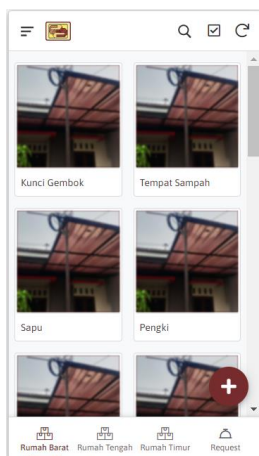 Kunci Gembok
Tempat Sampah
Sapu
Pengki
Rumah Barat
Rumah Tengah
Rumah Timur
Request